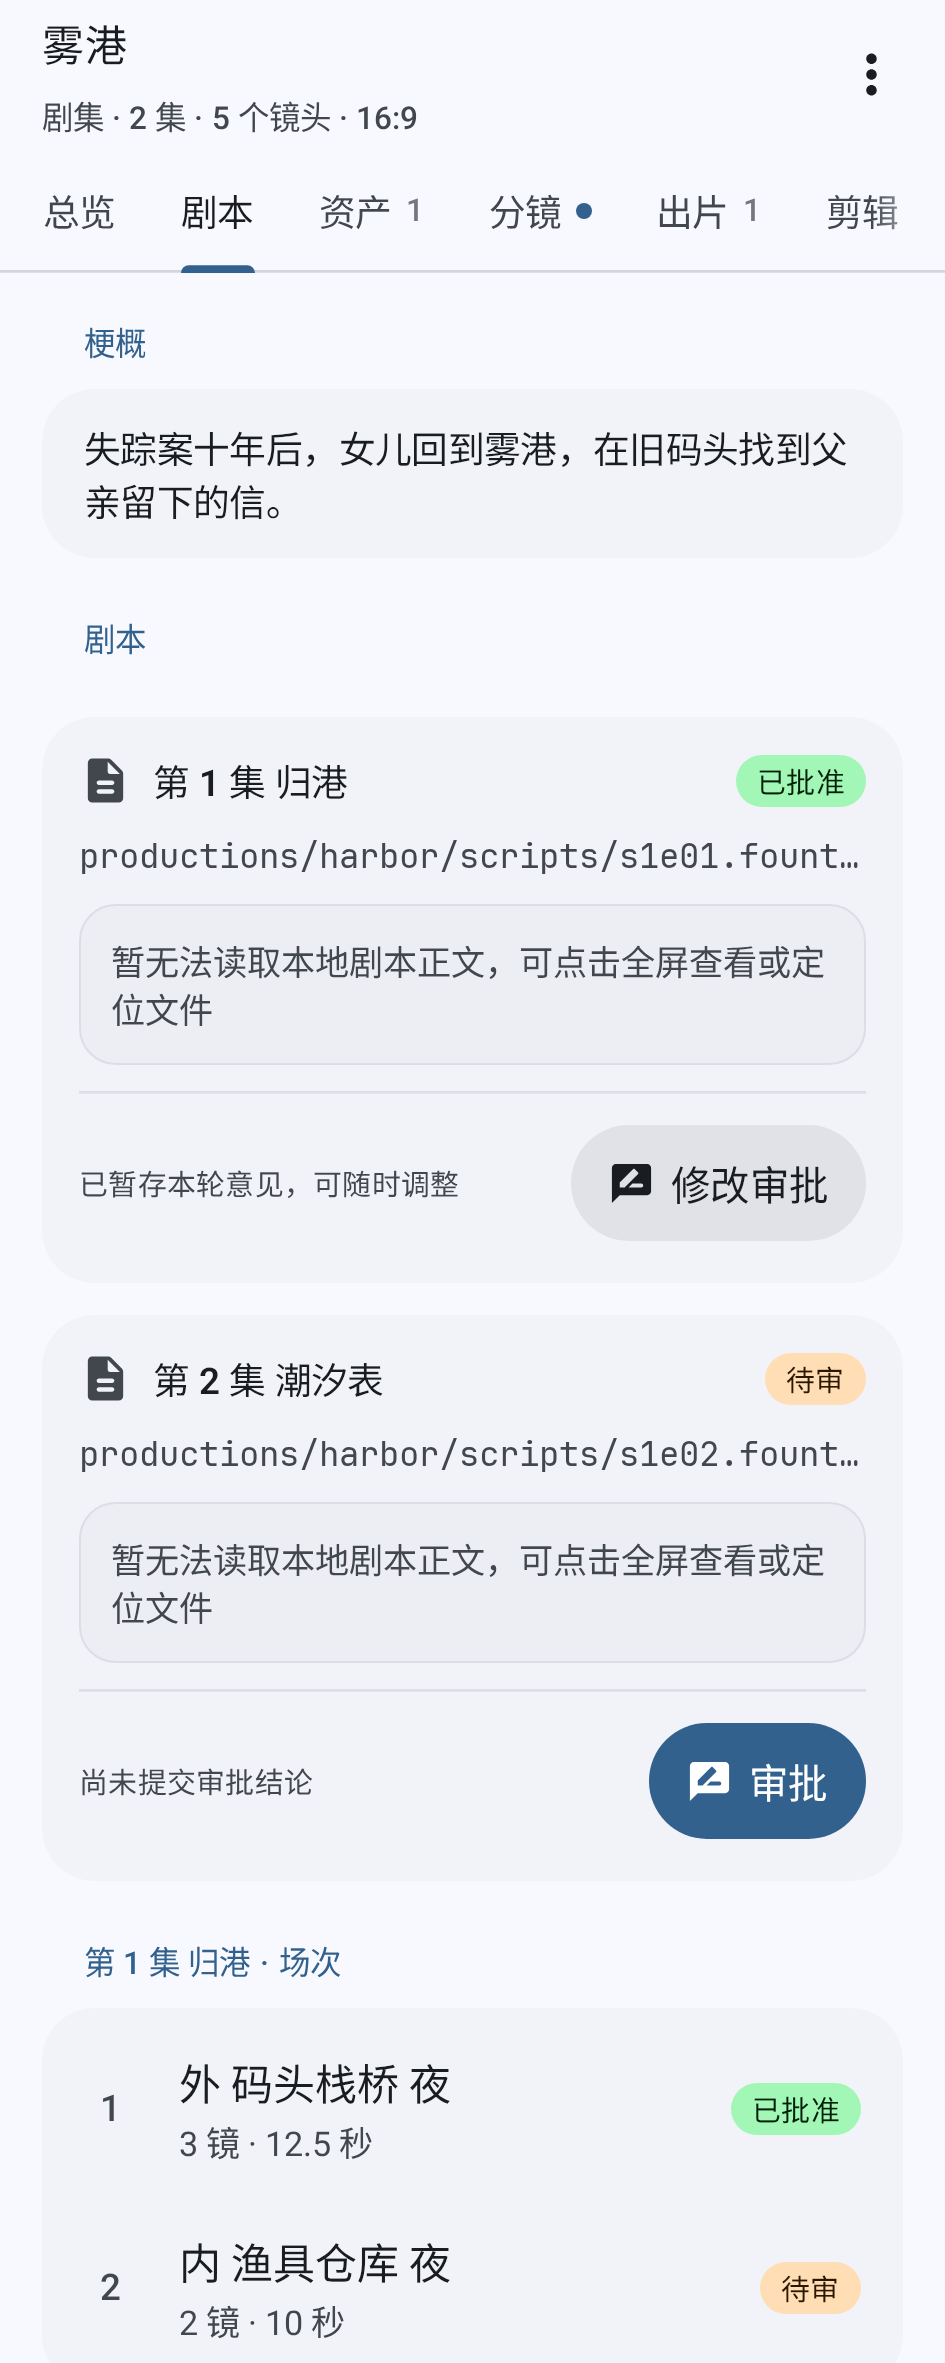 雾港
剧集 · 2 集 · 5 个镜头 · 16:9
总览 剧本 资产 1 分镜 出片 1 剪辑
梗概
失踪案十年后，女儿回到雾港，在旧码头找到父
亲留下的信。
剧本
第 1 集 归港 已批准
productions/harbor/scripts/s1e01.fount…
暂无法读取本地剧本正文，可点击全屏查看或定
位文件
已暂存本轮意见，可随时调整 修改审批
第 2 集 潮汐表 待审
productions/harbor/scripts/s1e02.fount…
暂无法读取本地剧本正文，可点击全屏查看或定
位文件
尚未提交审批结论 审批
第 1 集 归港 · 场次
1 外 码头栈桥 夜 已批准
3 镜 · 12.5 秒
2 内 渔具仓库 夜 待审
2 镜 · 10 秒